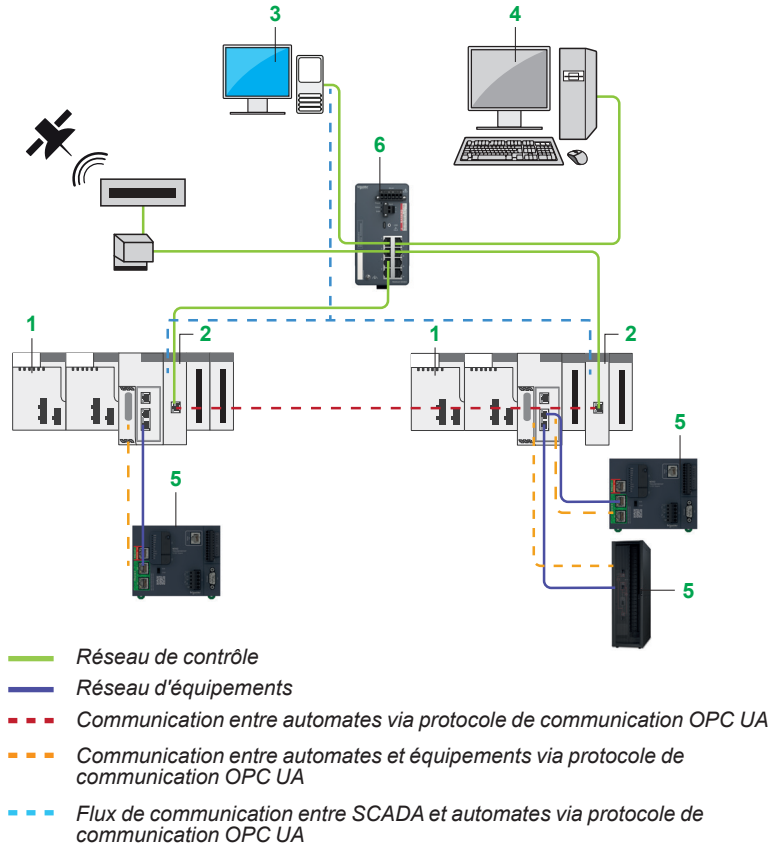 3
4
6
1
2
1
2
5
5
5
Réseau de contrôle
Réseau d'équipements
Communication entre automates via protocole de communication OPC UA
Communication entre automates et équipements via protocole de
communication OPC UA
Flux de communication entre SCADA et automates via protocole de
communication OPC UA